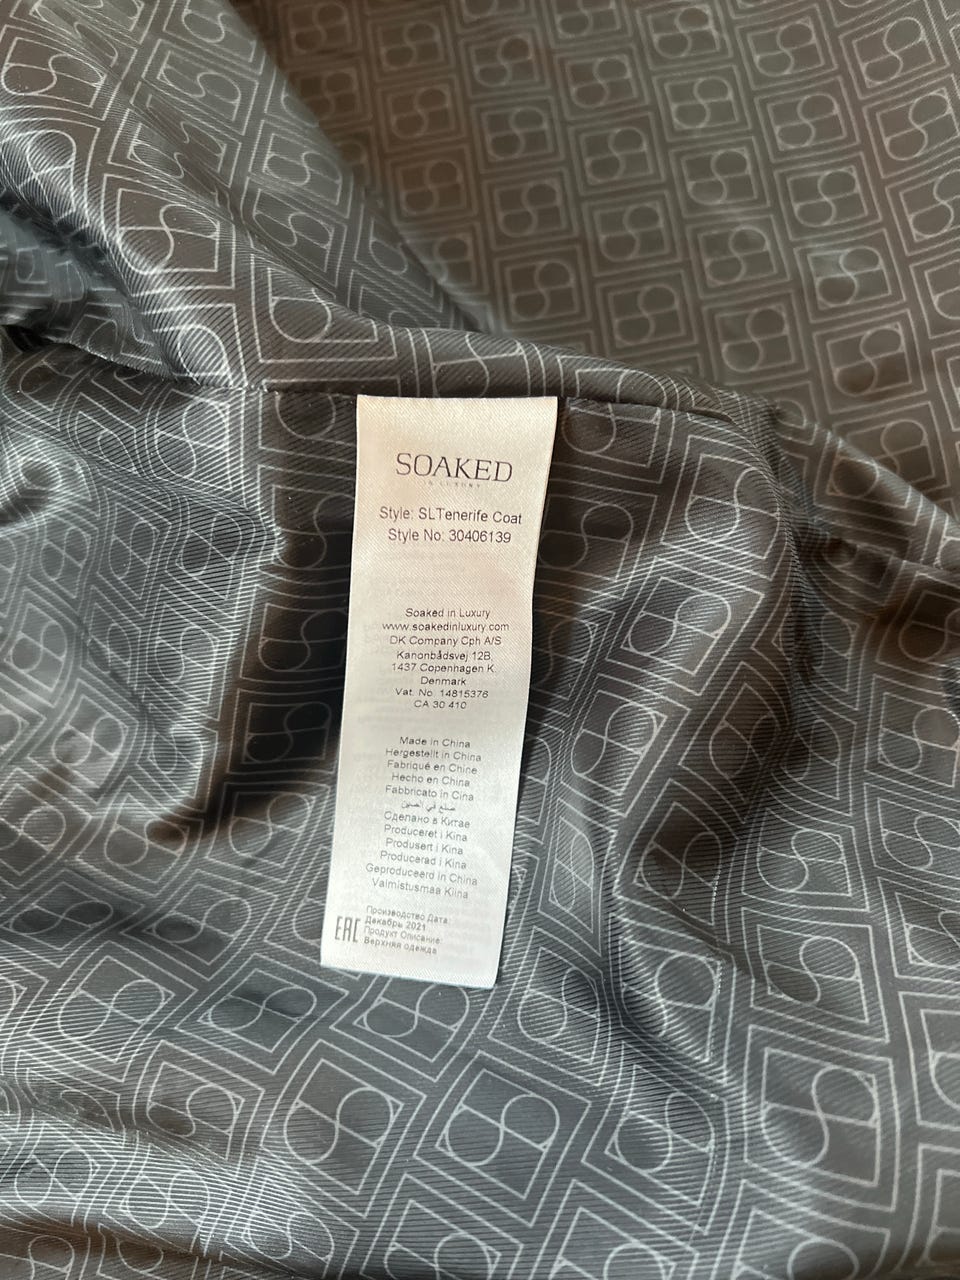 SOAKED
IN LUXURY
Style: SLTenerife Coat
Style No: 30406139
Soaked in Luxury
www.soakedinluxury.com
DK Company Cph A/S
Kanonbådsvej 12B,
1437 Copenhagen K.
Denmark
Vat. No. 14815376
CA 30 410
Made in China
Hergestellt in China
Fabriqué en Chine
Hecho en China
Fabbricato in Cina
صنع في الصين
Сделано в Китае
Produceret i Kina
Produsert i Kina
Producerad i Kina
Geproduceerd in China
Valmistusmaa Kiina
EAC
Производство Дата:
Декабрь 2021
Продукт Описание:
Верхняя одежда